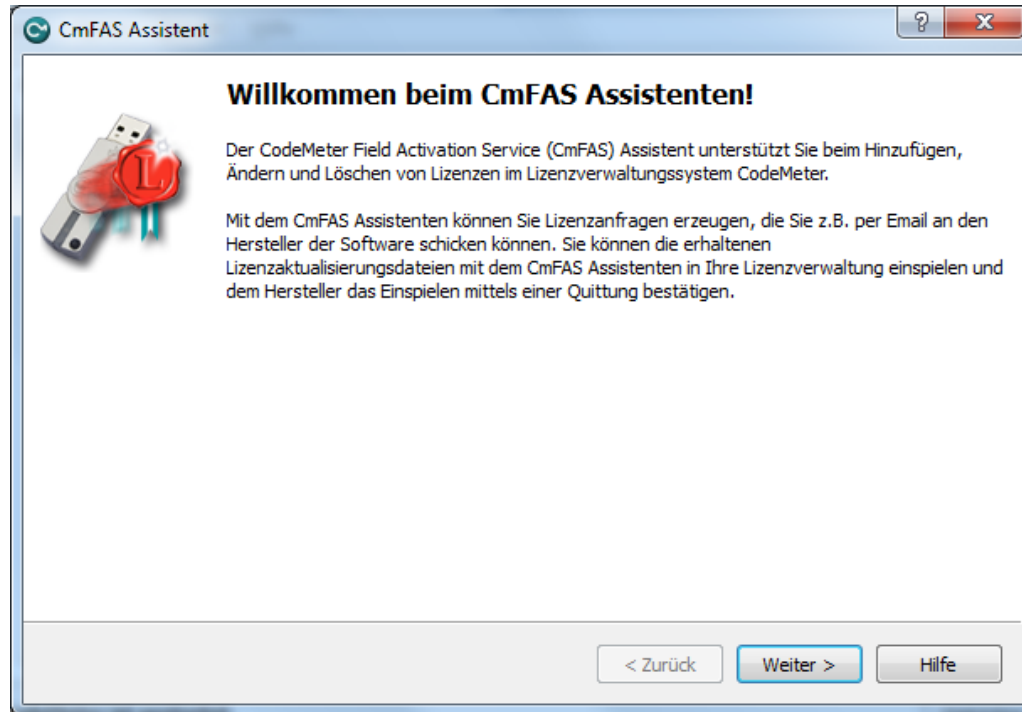 CmFAS Assistent
Willkommen beim CmFAS Assistenten!
Der CodeMeter Field Activation Service (CmFAS) Assistent unterstützt Sie beim Hinzufügen,
Ändern und Löschen von Lizenzen im Lizenzverwaltungssystem CodeMeter.
Mit dem CmFAS Assistenten können Sie Lizenzanfragen erzeugen, die Sie z.B. per Email an den
Hersteller der Software schicken können. Sie können die erhaltenen
Lizenzaktualisierungsdateien mit dem CmFAS Assistenten in Ihre Lizenzverwaltung einspielen und
dem Hersteller das Einspielen mittels einer Quittung bestätigen.
L
< Zurück Weiter > Hilfe